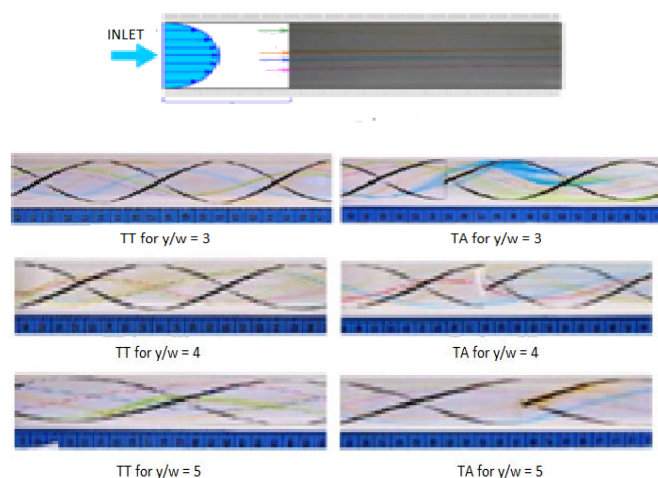 INLET
TT for y/w = 3
TA for y/w = 3
TT for y/w = 4
TA for y/w = 4
TT for y/w = 5
TA for y/w = 5